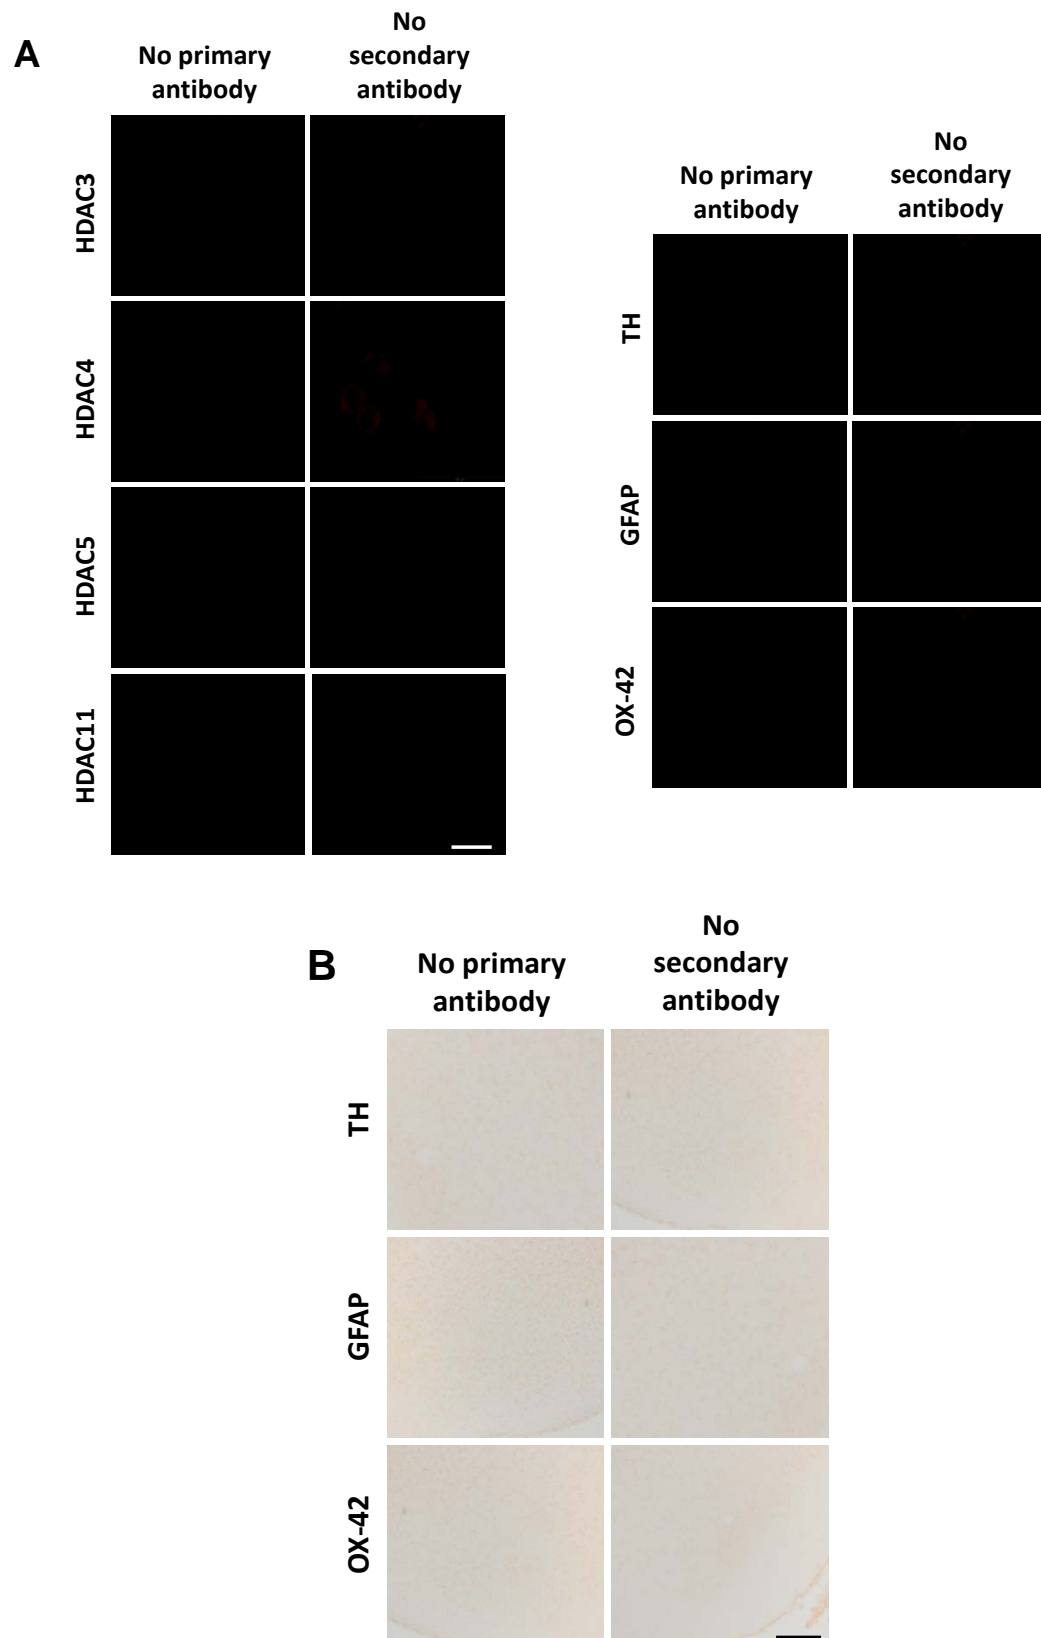 A
No primary
antibody
No
secondary
antibody
HDAC3
HDAC4
HDAC5
HDAC11
No primary
antibody
No
secondary
antibody
TH
GFAP
OX-42
B
No primary
antibody
No
secondary
antibody
TH
GFAP
OX-42